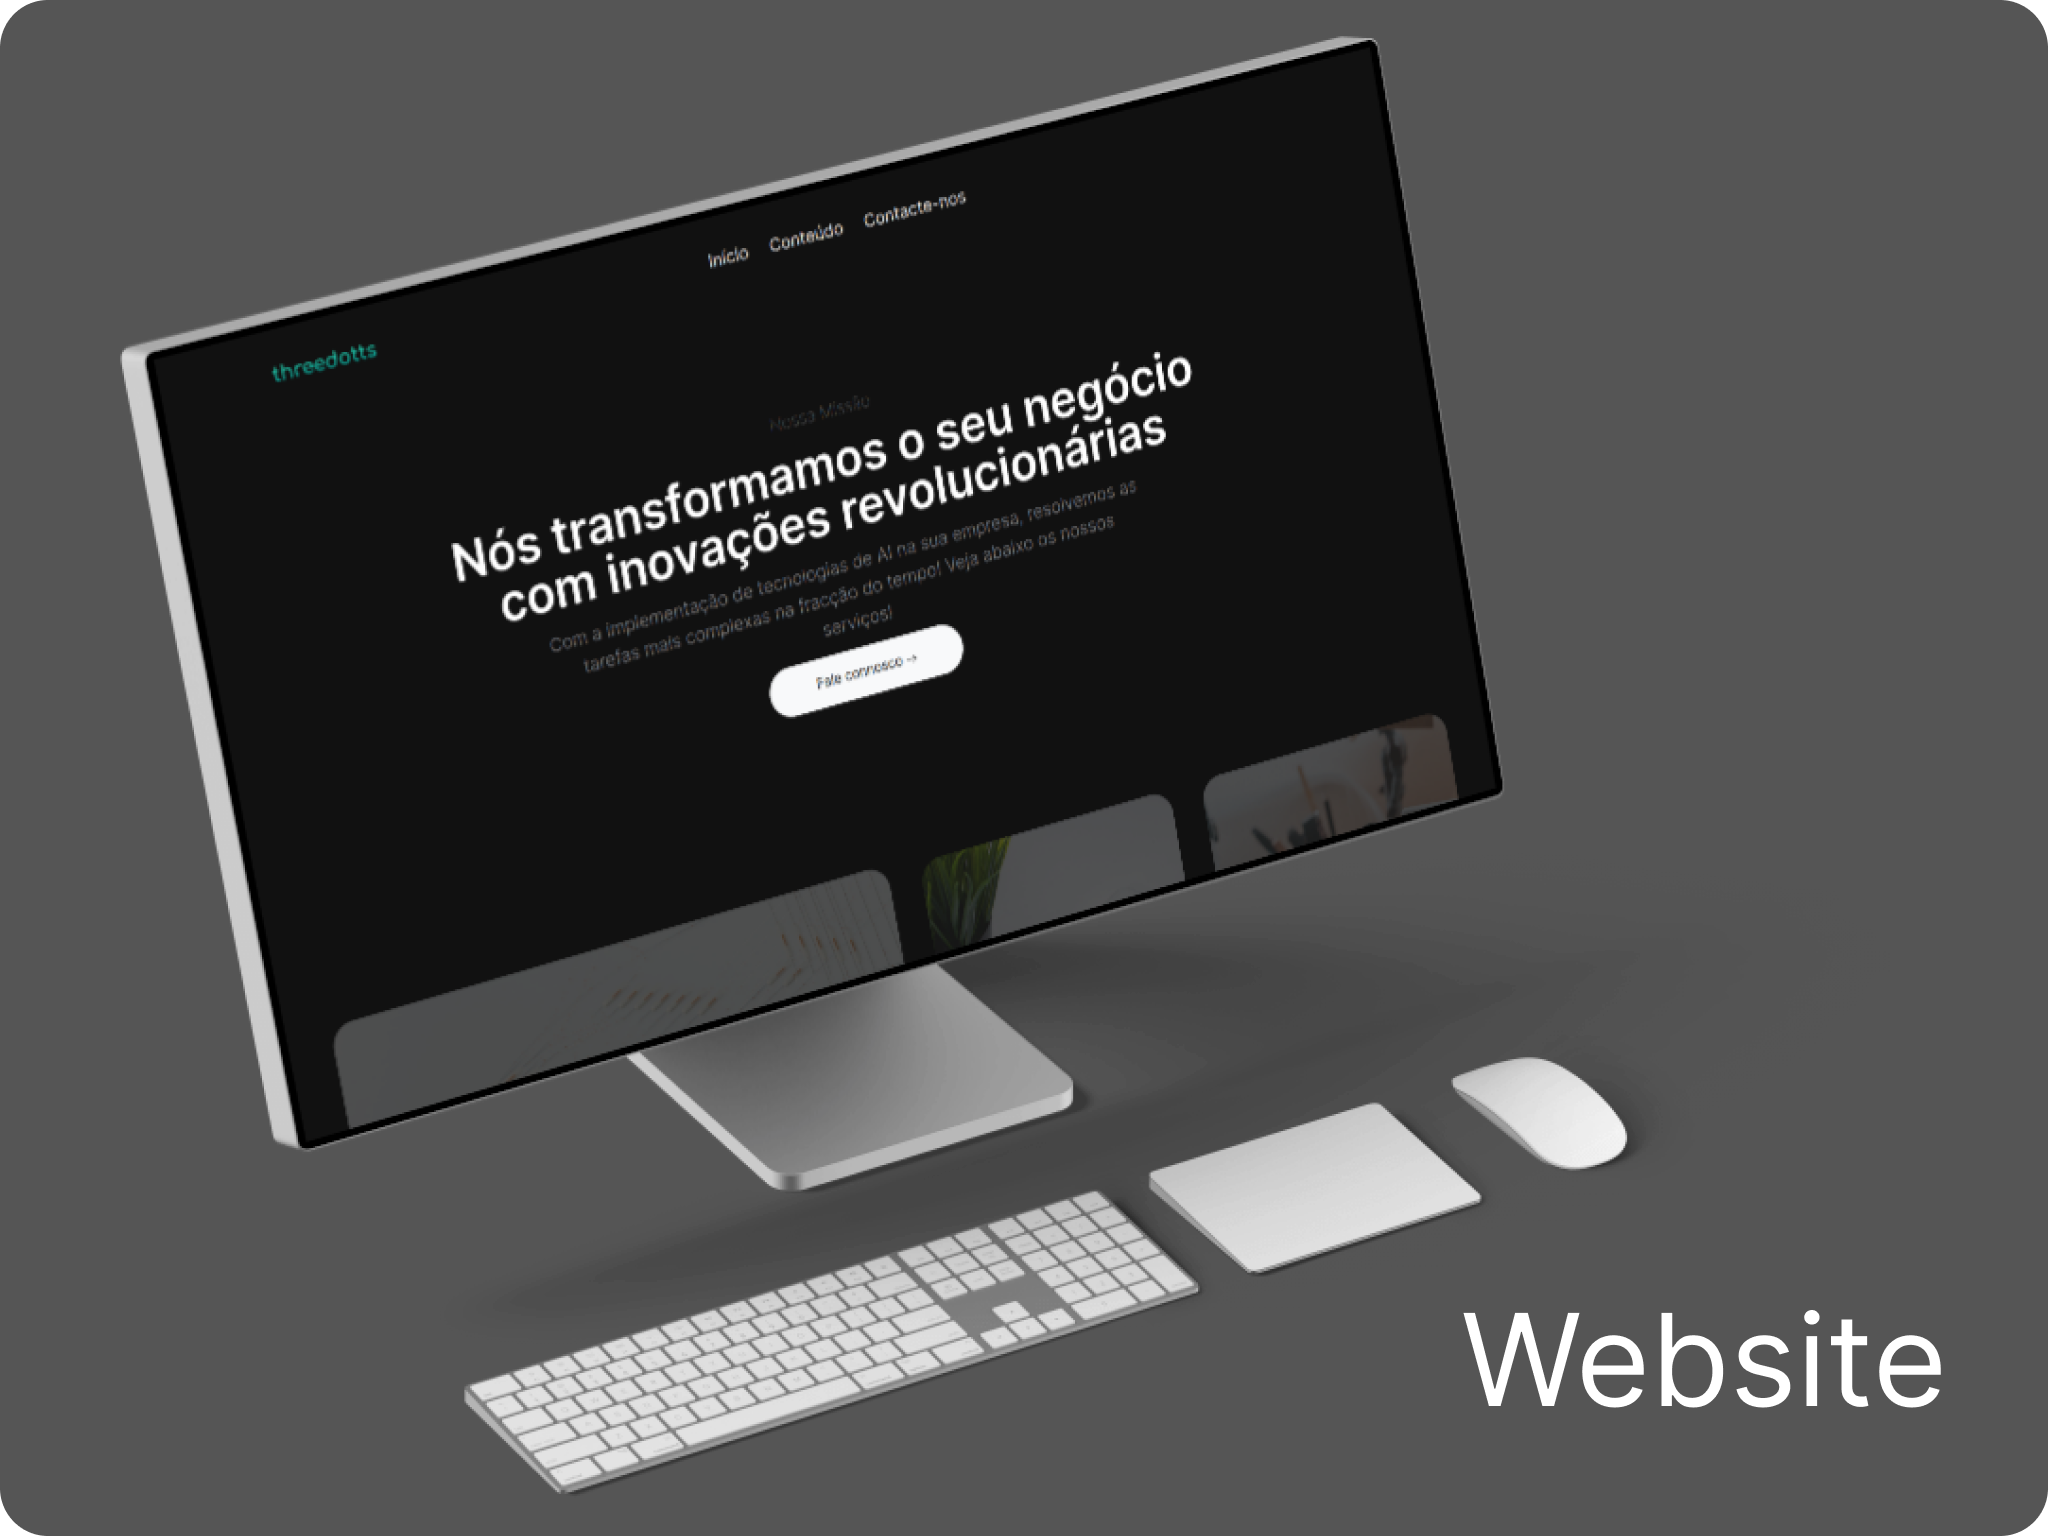 Início Conteúdo Contacte-nos
threedotts
Nossa Missão
Nós transformamos o seu negócio
com inovações revolucionárias
Com a implementação de tecnologias de AI na sua empresa, resolvemos as
tarefas mais complexas na fracção do tempo! Veja abaixo os nossos
serviços!
Fale connosco →
Website